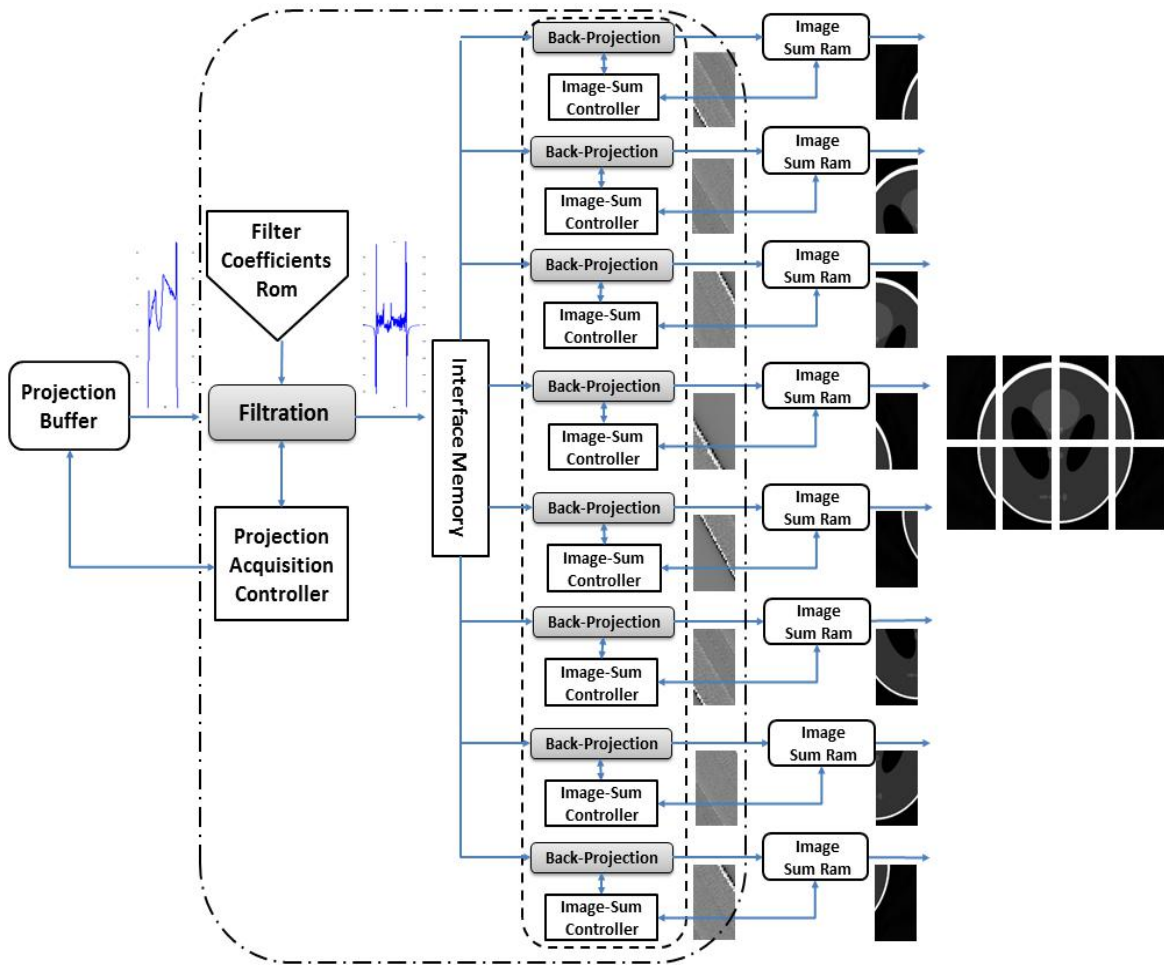 Projection
Buffer
Filter
Coefficients
Rom
Filtration
Projection
Acquisition
Controller
Interface Memory
Back-Projection
Image-Sum
Controller
Image
Sum Ram
Back-Projection
Image-Sum
Controller
Image
Sum Ram
Back-Projection
Image-Sum
Controller
Image
Sum Ram
Back-Projection
Image-Sum
Controller
Image
Sum Ram
Back-Projection
Image-Sum
Controller
Image
Sum Ram
Back-Projection
Image-Sum
Controller
Image
Sum Ram
Back-Projection
Image-Sum
Controller
Image
Sum Ram
Back-Projection
Image-Sum
Controller
Image
Sum Ram